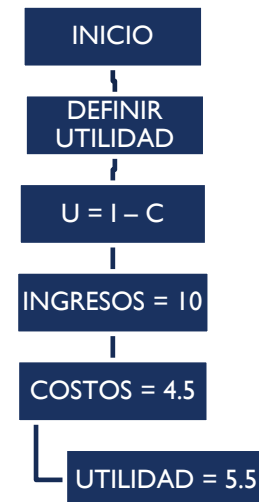 INICIO
DEFINIR
UTILIDAD
U = I – C
INGRESOS = 10
COSTOS = 4.5
UTILIDAD = 5.5